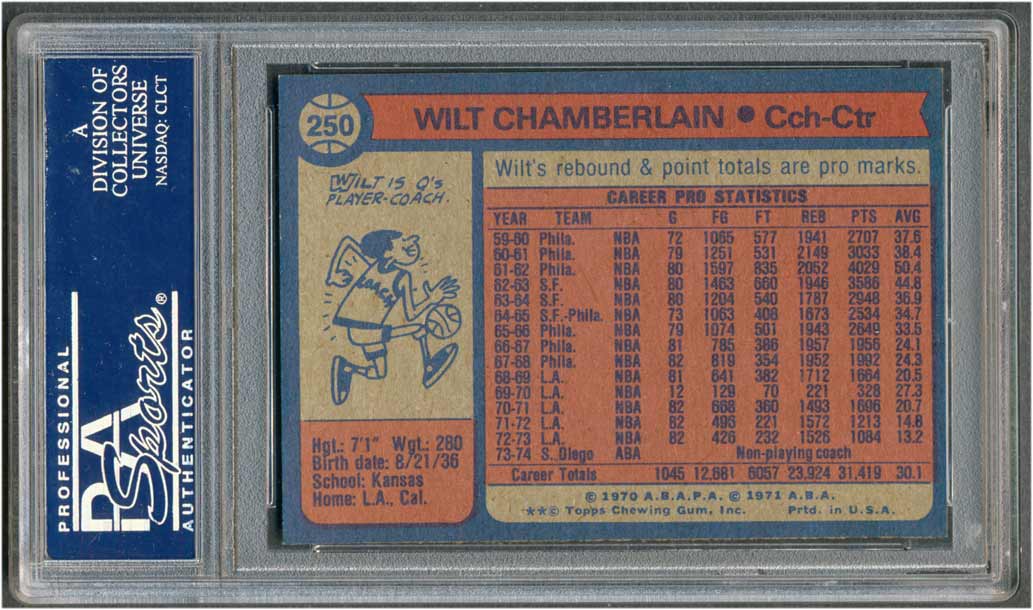 A
DIVISION OF
COLLECTORS
UNIVERSE
NASDAQ: CLCT
PROFESSIONAL
PSA
Sports®
AUTHENTICATOR
250
WILT CHAMBERLAIN • Cch-Ctr
WILT IS Q's
PLAYER-COACH.
COACH
Hgt.: 7'1" Wgt.: 280
Birth date: 8/21/36
School: Kansas
Home: L.A., Cal.
Wilt's rebound & point totals are pro marks.
CAREER PRO STATISTICS
YEAR TEAM G FG FT REB PTS AVG
59-60 Phila. NBA 72 1065 577 1941 2707 37.6
60-61 Phila. NBA 79 1251 531 2149 3033 38.4
61-62 Phila. NBA 80 1597 835 2052 4029 50.4
62-63 S.F. NBA 80 1463 660 1946 3586 44.8
63-64 S.F. NBA 80 1204 540 1787 2948 36.9
64-65 S.F.-Phila. NBA 73 1063 408 1673 2534 34.7
65-66 Phila. NBA 79 1074 501 1943 2649 33.5
66-67 Phila. NBA 81 785 386 1957 1956 24.1
67-68 Phila. NBA 82 819 354 1952 1992 24.3
68-69 L.A. NBA 81 641 382 1712 1664 20.5
69-70 L.A. NBA 12 129 70 221 328 27.3
70-71 L.A. NBA 82 668 360 1493 1696 20.7
71-72 L.A. NBA 82 495 221 1572 1213 14.8
72-73 L.A. NBA 82 426 232 1526 1084 13.2
73-74 S. Diego ABA Non-playing coach
Career Totals 1045 12,681 6057 23,924 31,419 30.1
© 1970 A.B.A.P.A. © 1971 A.B.A.
**© Topps Chewing Gum, Inc. Prtd. in U.S.A.